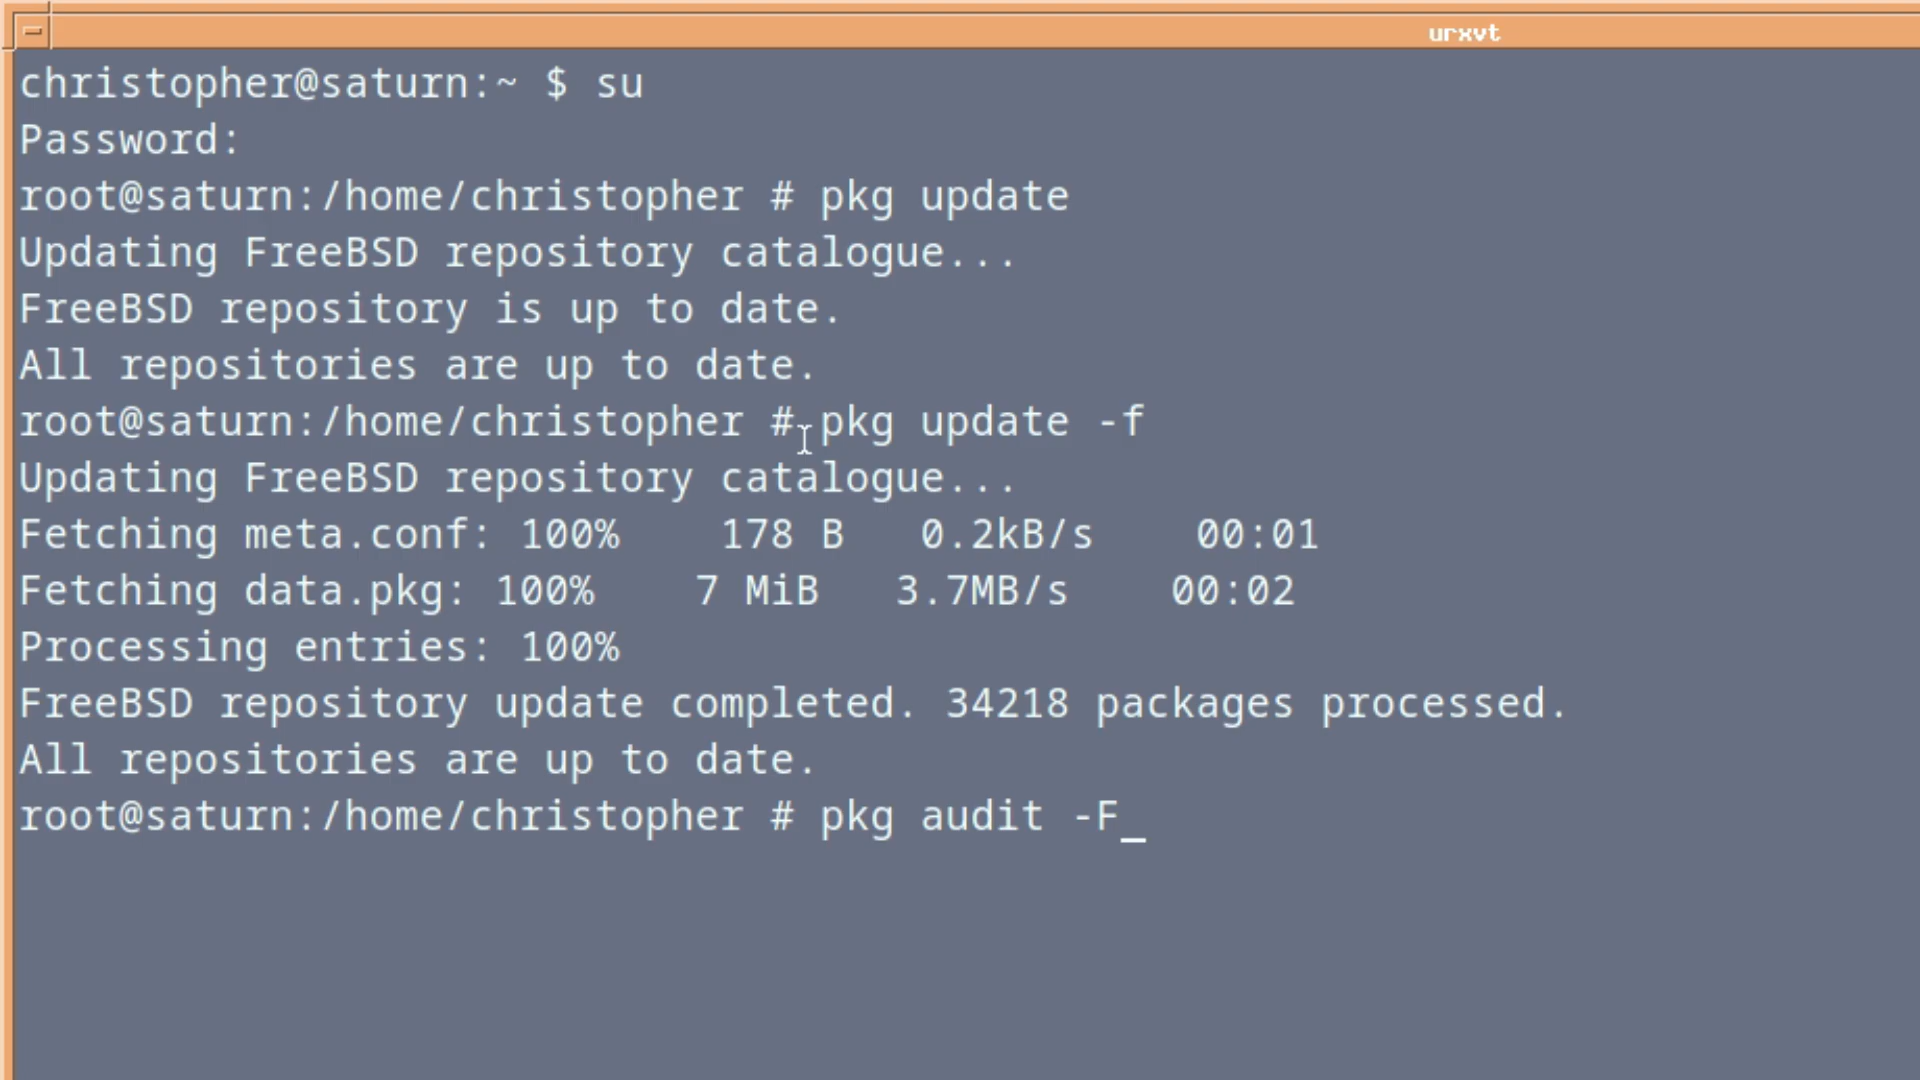 urxvt
christopher@saturn:~ $ su
Password:
root@saturn:/home/christopher # pkg update
Updating FreeBSD repository catalogue...
FreeBSD repository is up to date.
All repositories are up to date.
root@saturn:/home/christopher # pkg update -f
Updating FreeBSD repository catalogue...
Fetching meta.conf: 100%    178 B   0.2kB/s    00:01
Fetching data.pkg: 100%    7 MiB   3.7MB/s    00:02
Processing entries: 100%
FreeBSD repository update completed. 34218 packages processed.
All repositories are up to date.
root@saturn:/home/christopher # pkg audit -F